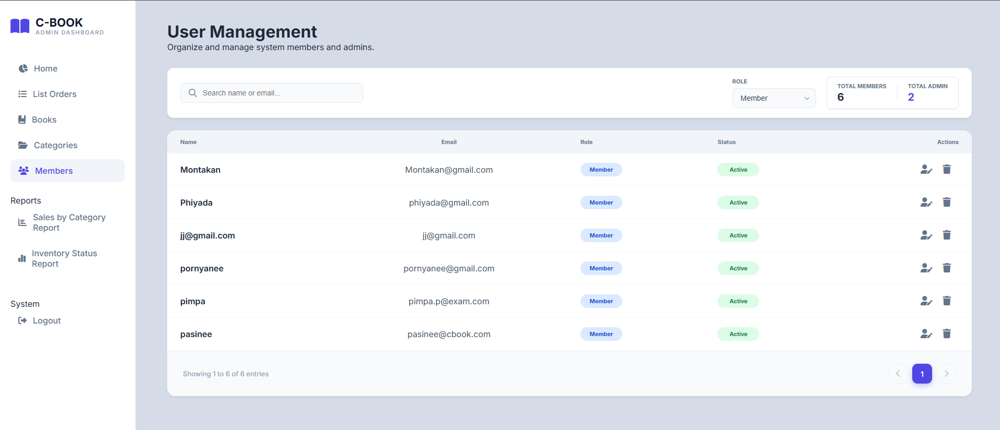 C-BOOK
ADMIN DASHBOARD
Home
List Orders
Books
Categories
Members
Reports
Sales by Category
Report
Inventory Status
Report
System
Logout
User Management
Organize and manage system members and admins.
Search name or email...
ROLE
Member
TOTAL MEMBERS
6
TOTAL ADMIN
2
Name Email Role Status Actions
Montakan Montakan@gmail.com Member Active
Phiyada phiyada@gmail.com Member Active
jj@gmail.com jj@gmail.com Member Active
pornyanee pornyanee@gmail.com Member Active
pimpa pimpa.p@exam.com Member Active
pasinee pasinee@cbook.com Member Active
Showing 1 to 6 of 6 entries
1